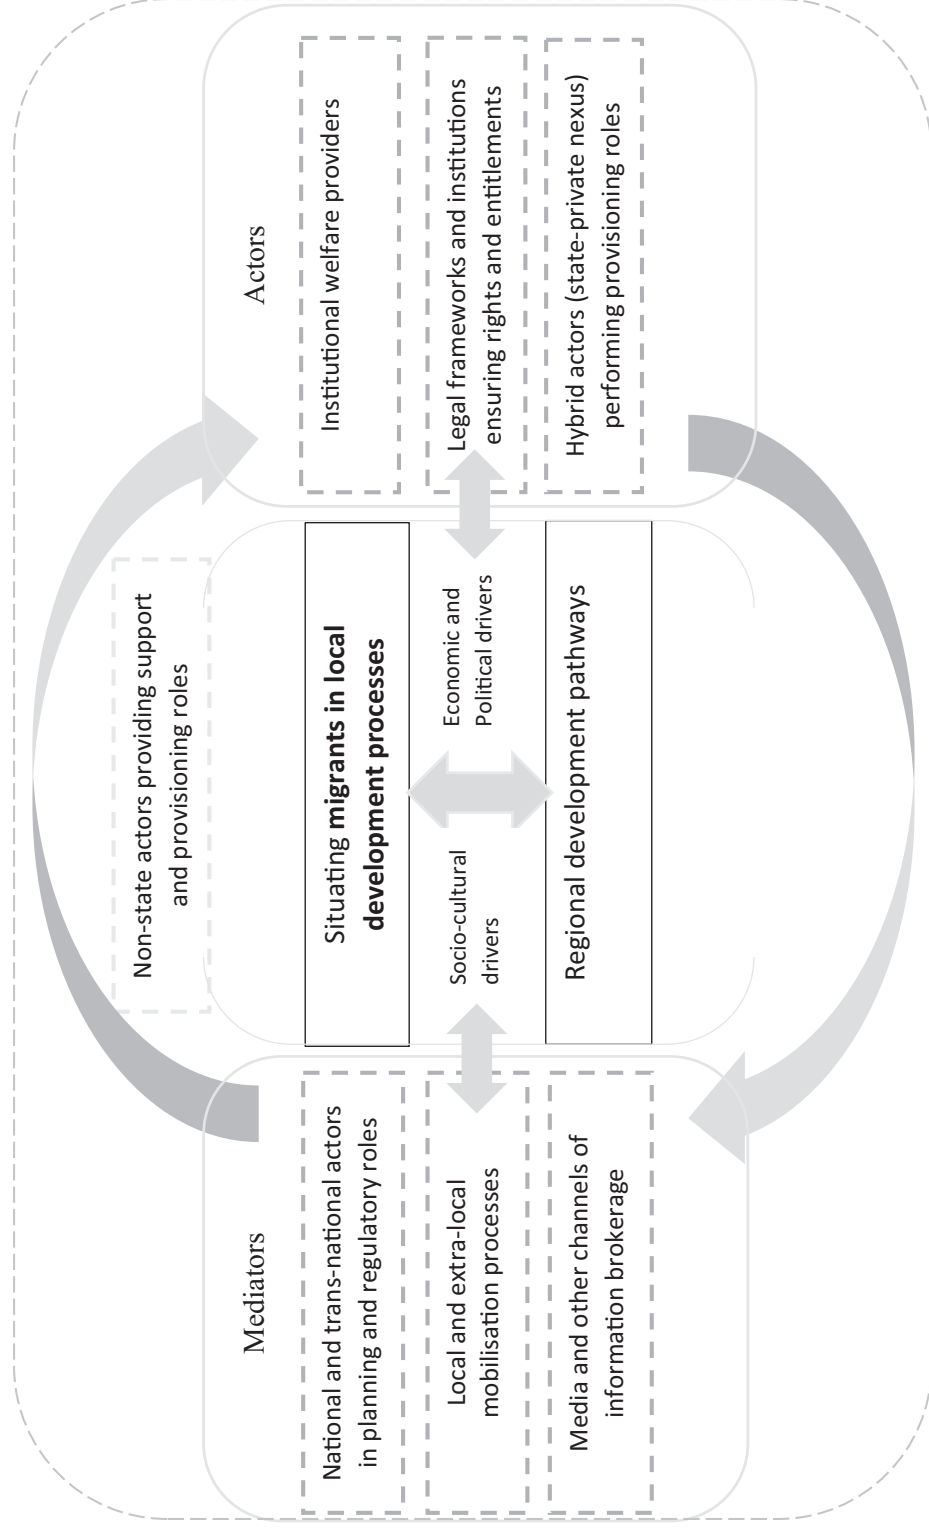 Non-state actors providing support
and provisioning roles
Mediators
National and trans-national actors
in planning and regulatory roles
Local and extra-local
mobilisation processes
Media and other channels of
information brokerage
Situating migrants in local
development processes
Socio-cultural
drivers
Economic and
Political drivers
Regional development pathways
Actors
Institutional welfare providers
Legal frameworks and institutions
ensuring rights and entitlements
Hybrid actors (state-private nexus)
performing provisioning roles